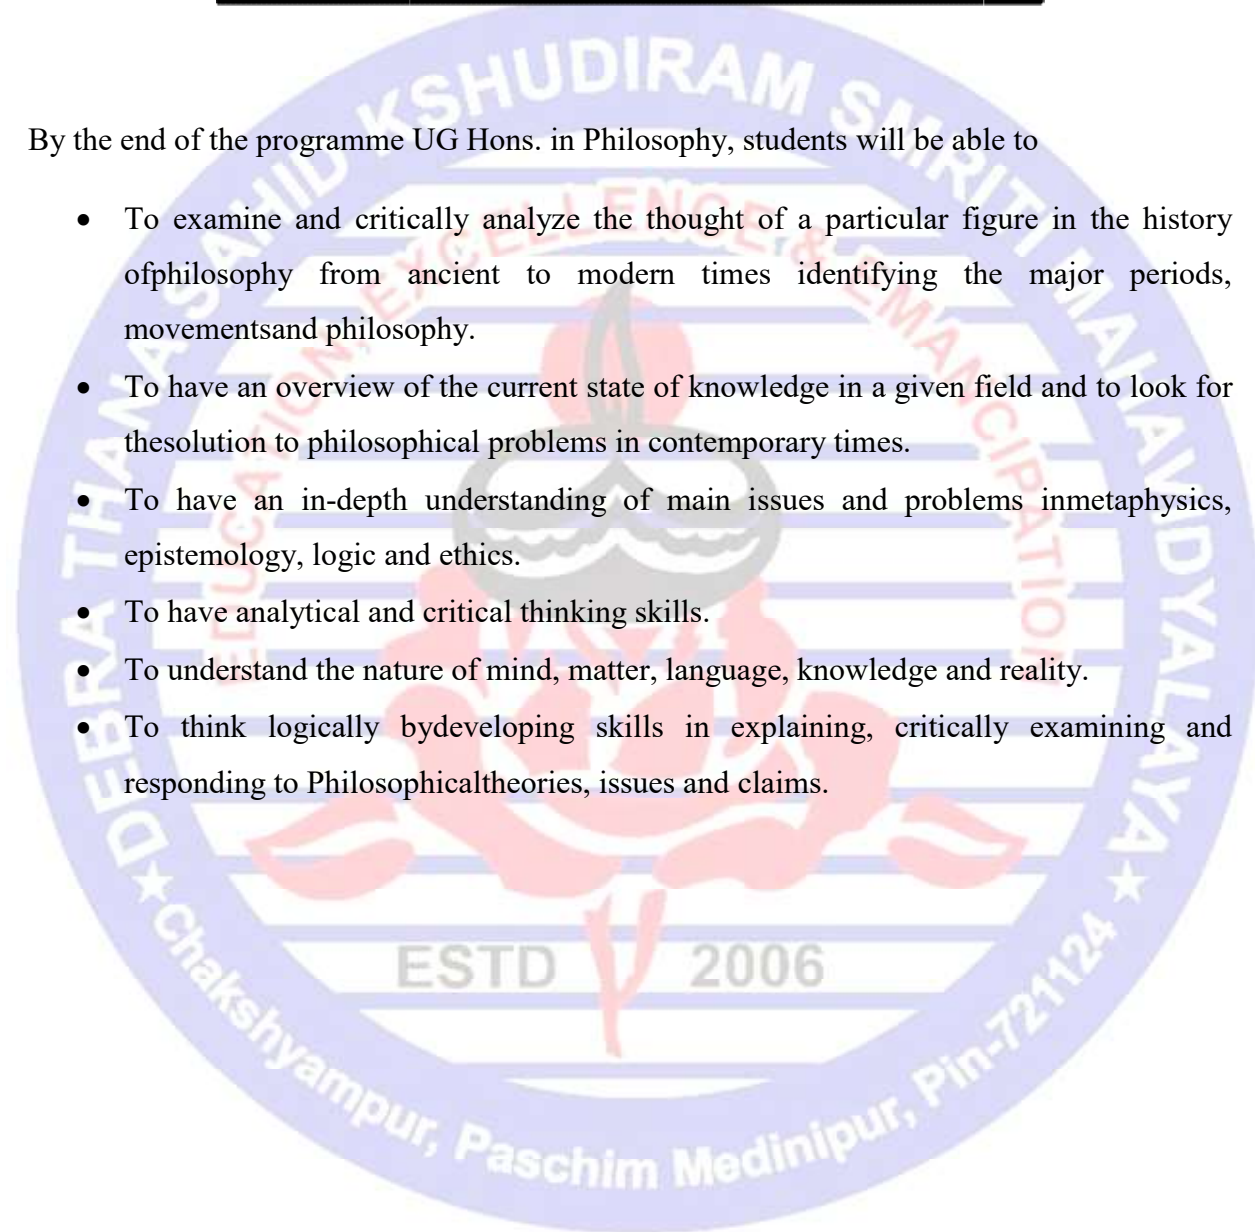 By the end of the programme UG Hons. in Philosophy, students will be able to
• To examine and critically analyze the thought of a particular figure in the history
ofphilosophy from ancient to modern times identifying the major periods,
movementsand philosophy.
• To have an overview of the current state of knowledge in a given field and to look for
thesolution to philosophical problems in contemporary times.
• To have an in-depth understanding of main issues and problems inmetaphysics,
epistemology, logic and ethics.
• To have analytical and critical thinking skills.
• To understand the nature of mind, matter, language, knowledge and reality.
• To think logically bydeveloping skills in explaining, critically examining and
responding to Philosophicaltheories, issues and claims.
DEBRA THANA SAHID KSHUDIRAM SMRITI MAHAVIDYALAYA
EDUCATION, EXCELLENCE & EMANCIPATION
ESTD 2006
Chakshyampur, Paschim Medinipur, Pin-721124